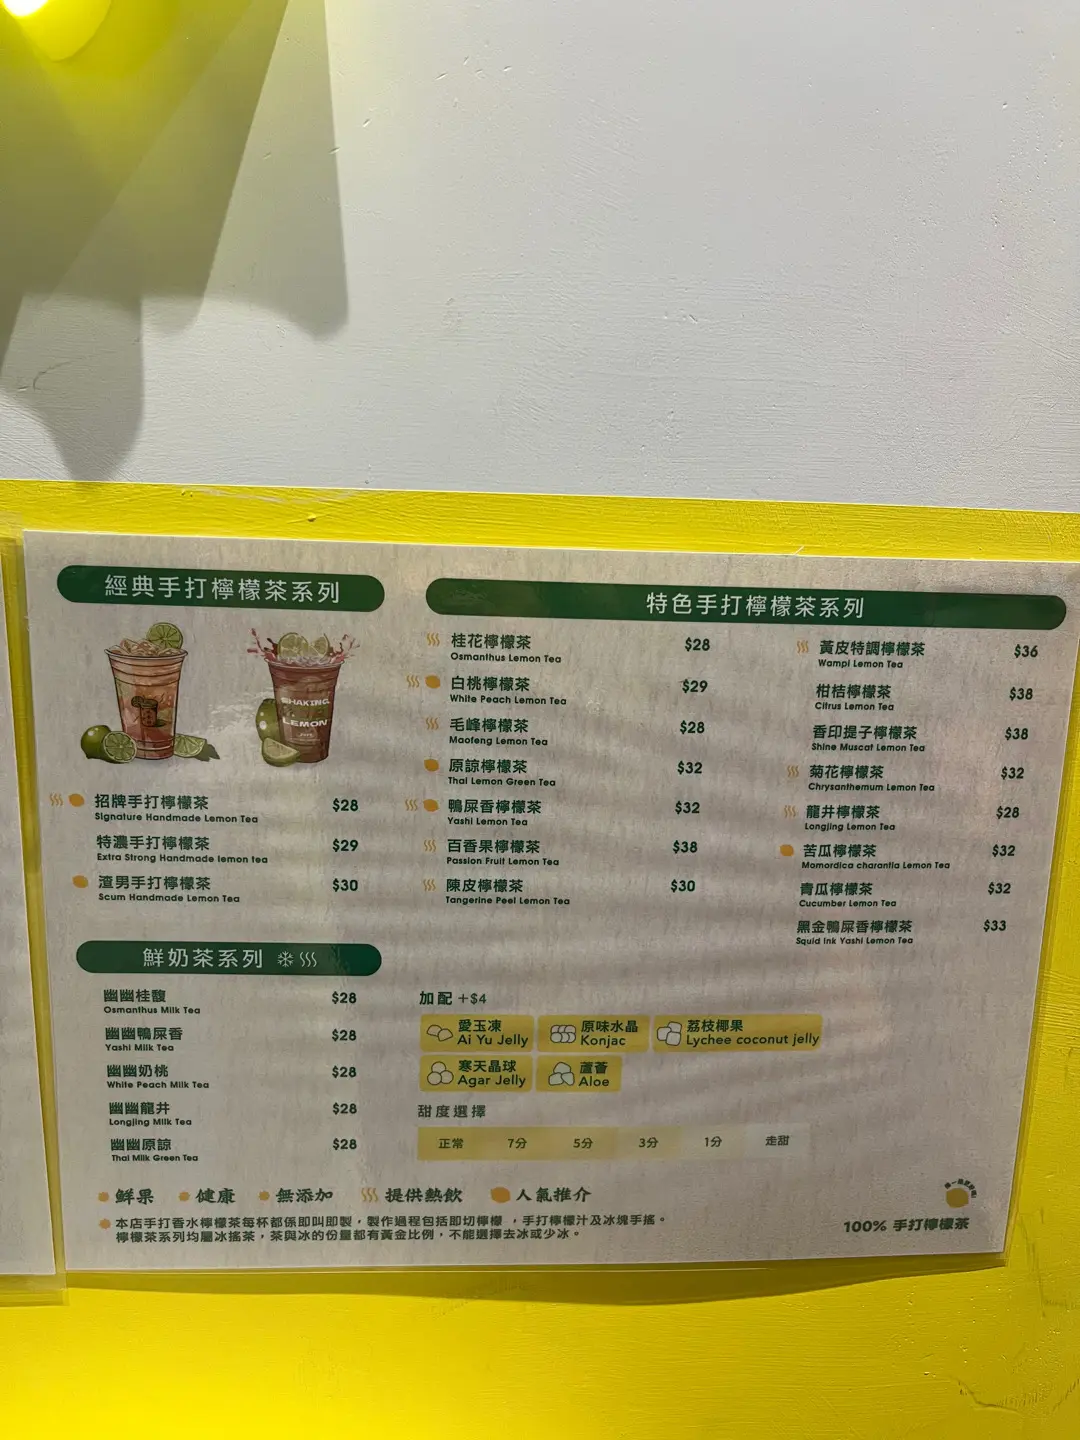 經典手打檸檬茶系列
SHAKING
LEMON
招牌手打檸檬茶 $28
Signature Handmade Lemon Tea
特濃手打檸檬茶 $29
Extra Strong Handmade lemon tea
渣男手打檸檬茶 $30
Scum Handmade Lemon Tea
鮮奶茶系列
幽幽桂馥 $28
Osmanthus Milk Tea
幽幽鴨屎香 $28
Yashi Milk Tea
幽幽奶桃 $28
White Peach Milk Tea
幽幽龍井 $28
Longjing Milk Tea
幽幽原諒 $28
Thai Milk Green Tea
特色手打檸檬茶系列
桂花檸檬茶 $28
Osmanthus Lemon Tea
白桃檸檬茶 $29
White Peach Lemon Tea
毛峰檸檬茶 $28
Maofeng Lemon Tea
原諒檸檬茶 $32
Thai Lemon Green Tea
鴨屎香檸檬茶 $32
Yashi Lemon Tea
百香果檸檬茶 $38
Passion Fruit Lemon Tea
陳皮檸檬茶 $30
Tangerine Peel Lemon Tea
黃皮特調檸檬茶 $36
Wampi Lemon Tea
柑桔檸檬茶 $38
Citrus Lemon Tea
香印提子檸檬茶 $38
Shine Muscat Lemon Tea
菊花檸檬茶 $32
Chrysanthemum Lemon Tea
龍井檸檬茶 $28
Longjing Lemon Tea
苦瓜檸檬茶 $32
Momordica charantia Lemon Tea
青瓜檸檬茶 $32
Cucumber Lemon Tea
黑金鴨屎香檸檬茶 $33
Squid Ink Yashi Lemon Tea
加配 +$4
愛玉凍
Ai Yu Jelly
原味水晶
Konjac
荔枝椰果
Lychee coconut jelly
寒天晶球
Agar Jelly
蘆薈
Aloe
甜度選擇
正常 7分 5分 3分 1分 走甜
鮮果 健康 無添加 提供熱飲 人氣推介
本店手打香水檸檬茶每杯都係即叫即製，製作過程包括即切檸檬，手打檸檬汁及冰塊手搖。
檸檬茶系列均屬冰搖茶，茶與冰的份量都有黃金比例，不能選擇去冰或少冰。
100% 手打檸檬茶